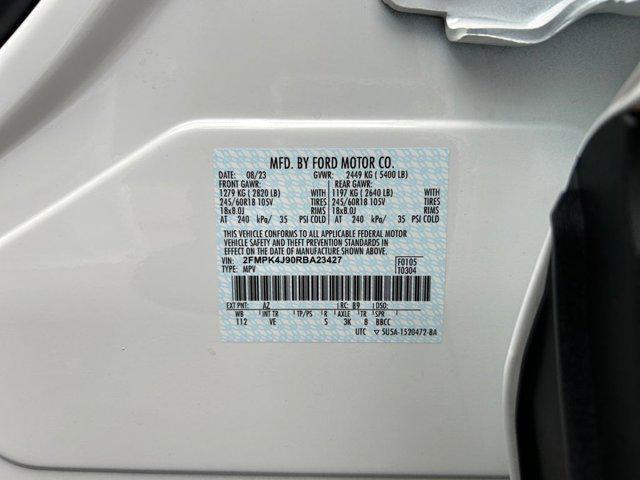 MFD. BY FORD MOTOR CO.
DATE: 08/23 GVWR: 2449 KG ( 5400 LB)
FRONT GAWR: REAR GAWR:
1279 KG ( 2820 LB) WITH 1197 KG ( 2640 LB) WITH
245/60R18 105V TIRES 245/60R18 105V TIRES
18x8.0J RIMS 18x8.0J RIMS
AT 240 kPa/ 35 PSI COLD AT 240 kPa/ 35 PSI COLD
THIS VEHICLE CONFORMS TO ALL APPLICABLE FEDERAL MOTOR
VEHICLE SAFETY AND THEFT PREVENTION STANDARDS IN
EFFECT ON THE DATE OF MANUFACTURE SHOWN ABOVE.
VIN: 2FMPK4J90RBA23427 F0105
TYPE: MPV T0304
EXT PNT: AZ RC: B9 DSO:
WB INT TR TP/PS R AXLE TR SPR
112 VE S 3K 8 BBCC
UTC ▽ 5U5A-1520472-BA